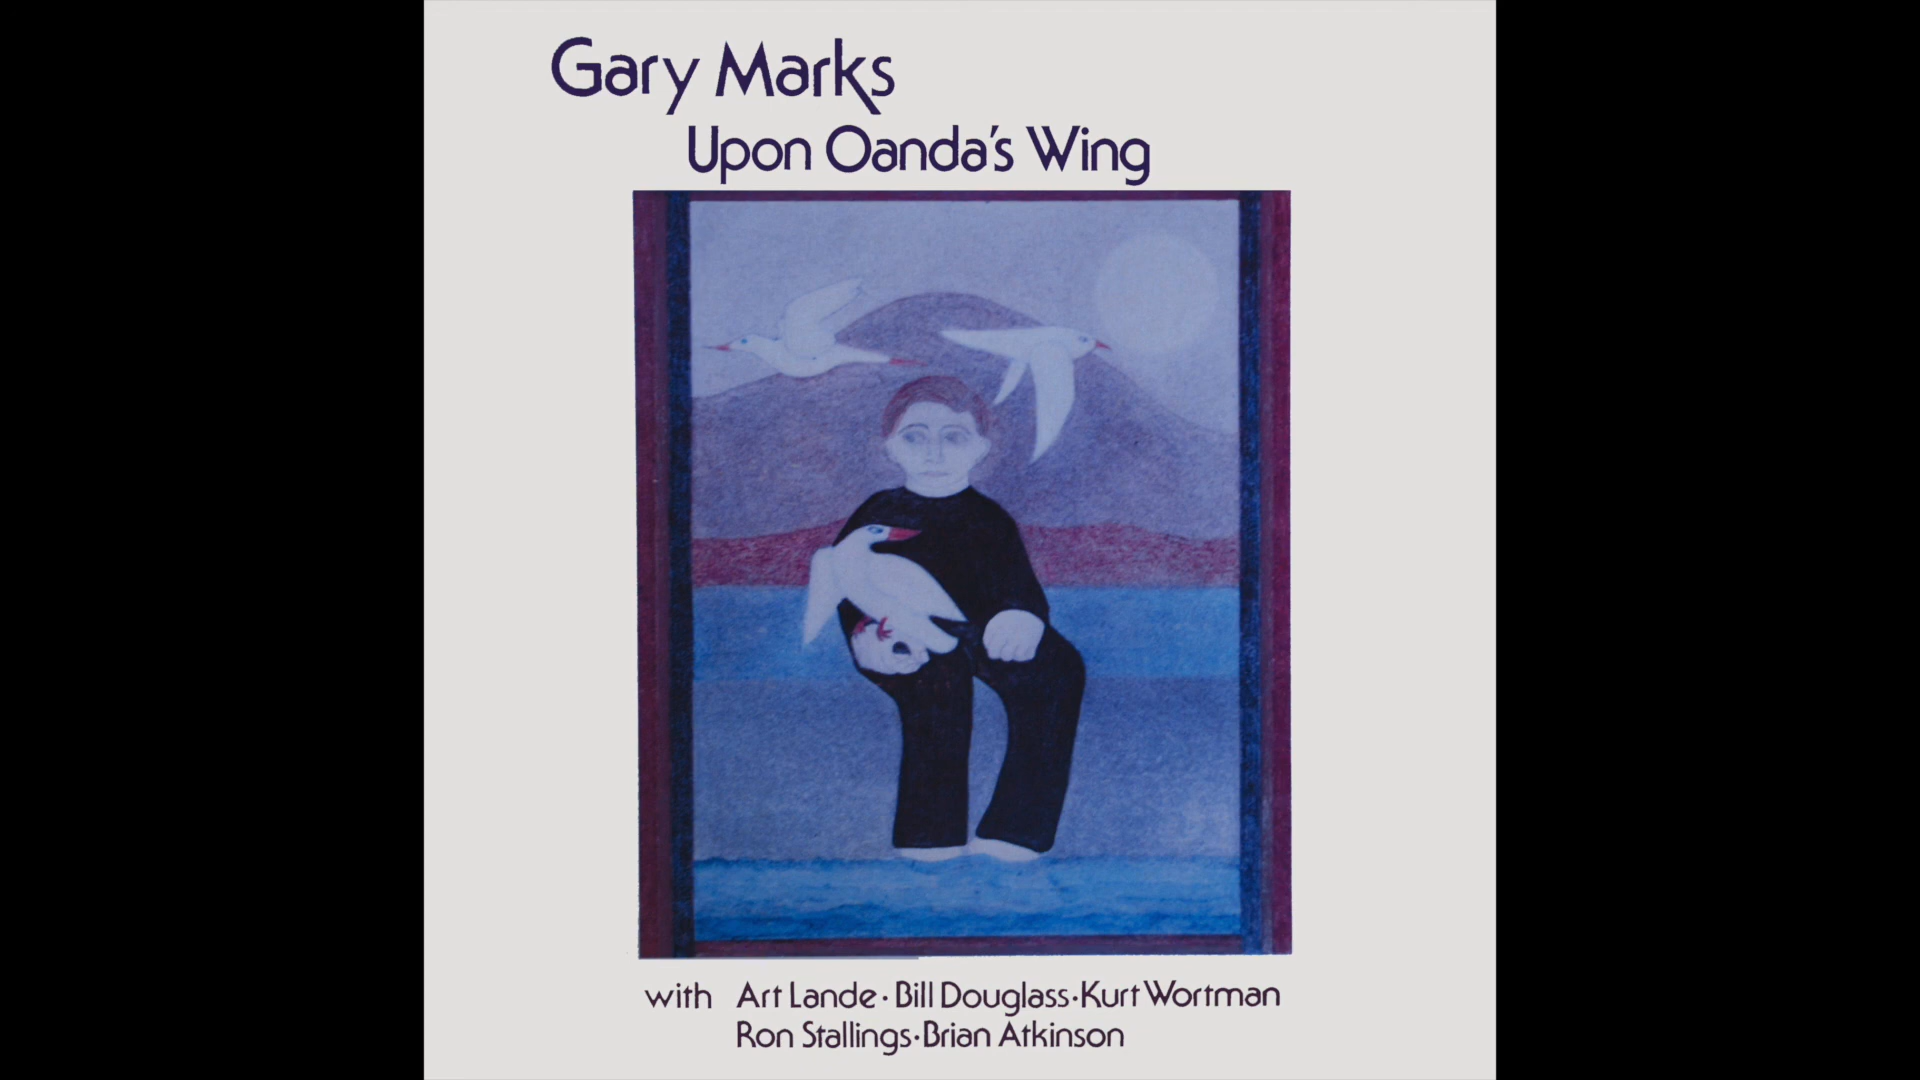 Gary Marks
Upon Oanda's Wing
with Art Lande · Bill Douglass · Kurt Wortman
Ron Stallings · Brian Atkinson